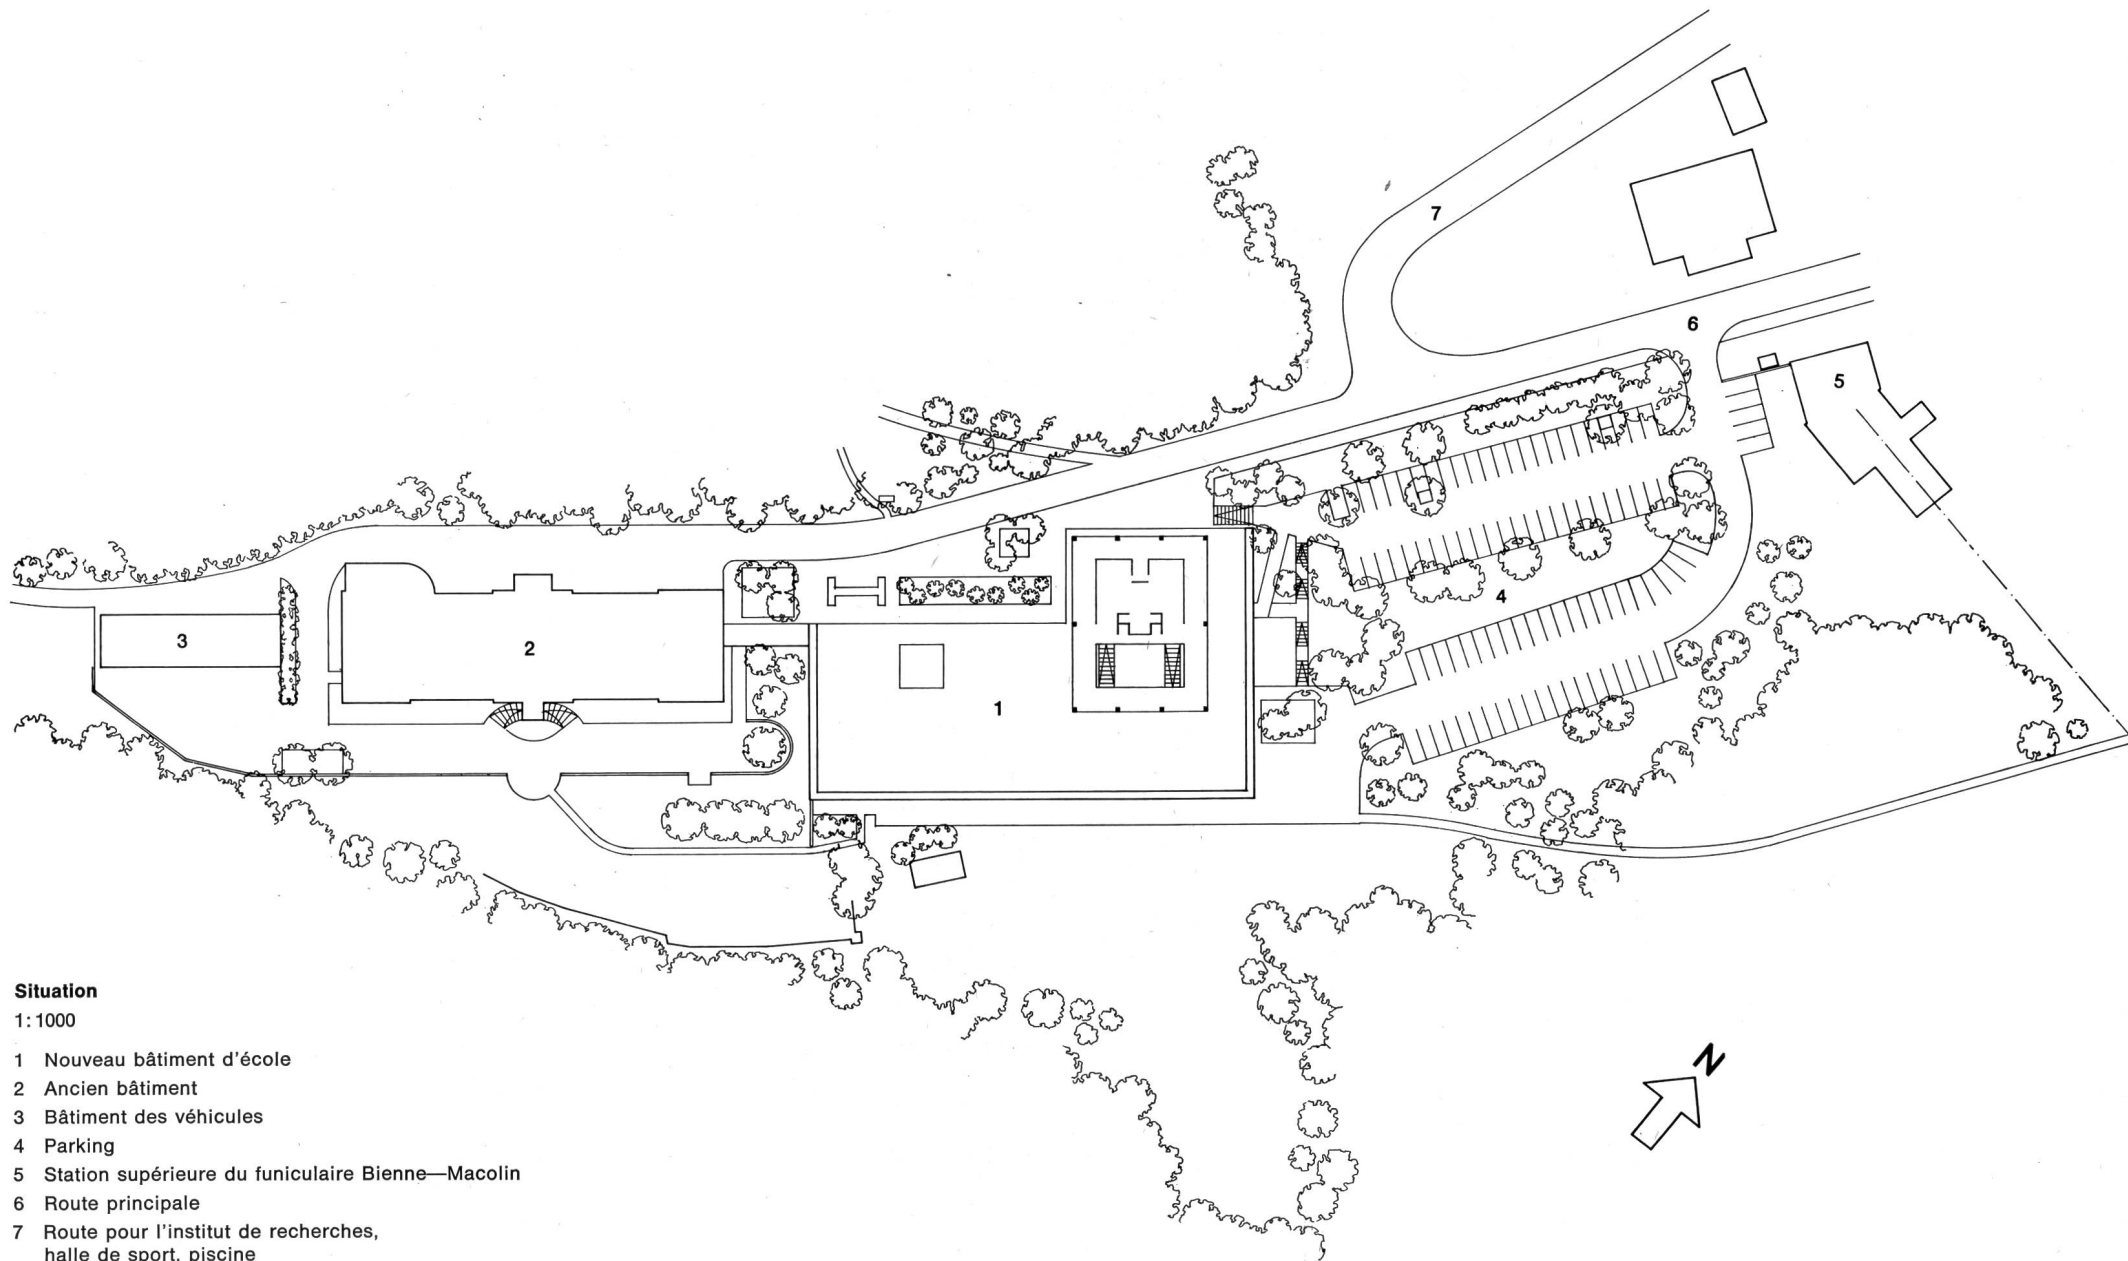 7
6
5
4
3
2
1
Situation
1:1000
1 Nouveau bâtiment d'école
2 Ancien bâtiment
3 Bâtiment des véhicules
4 Parking
5 Station supérieure du funiculaire Bienne—Macolin
6 Route principale
7 Route pour l'institut de recherches,
halle de sport, piscine
N